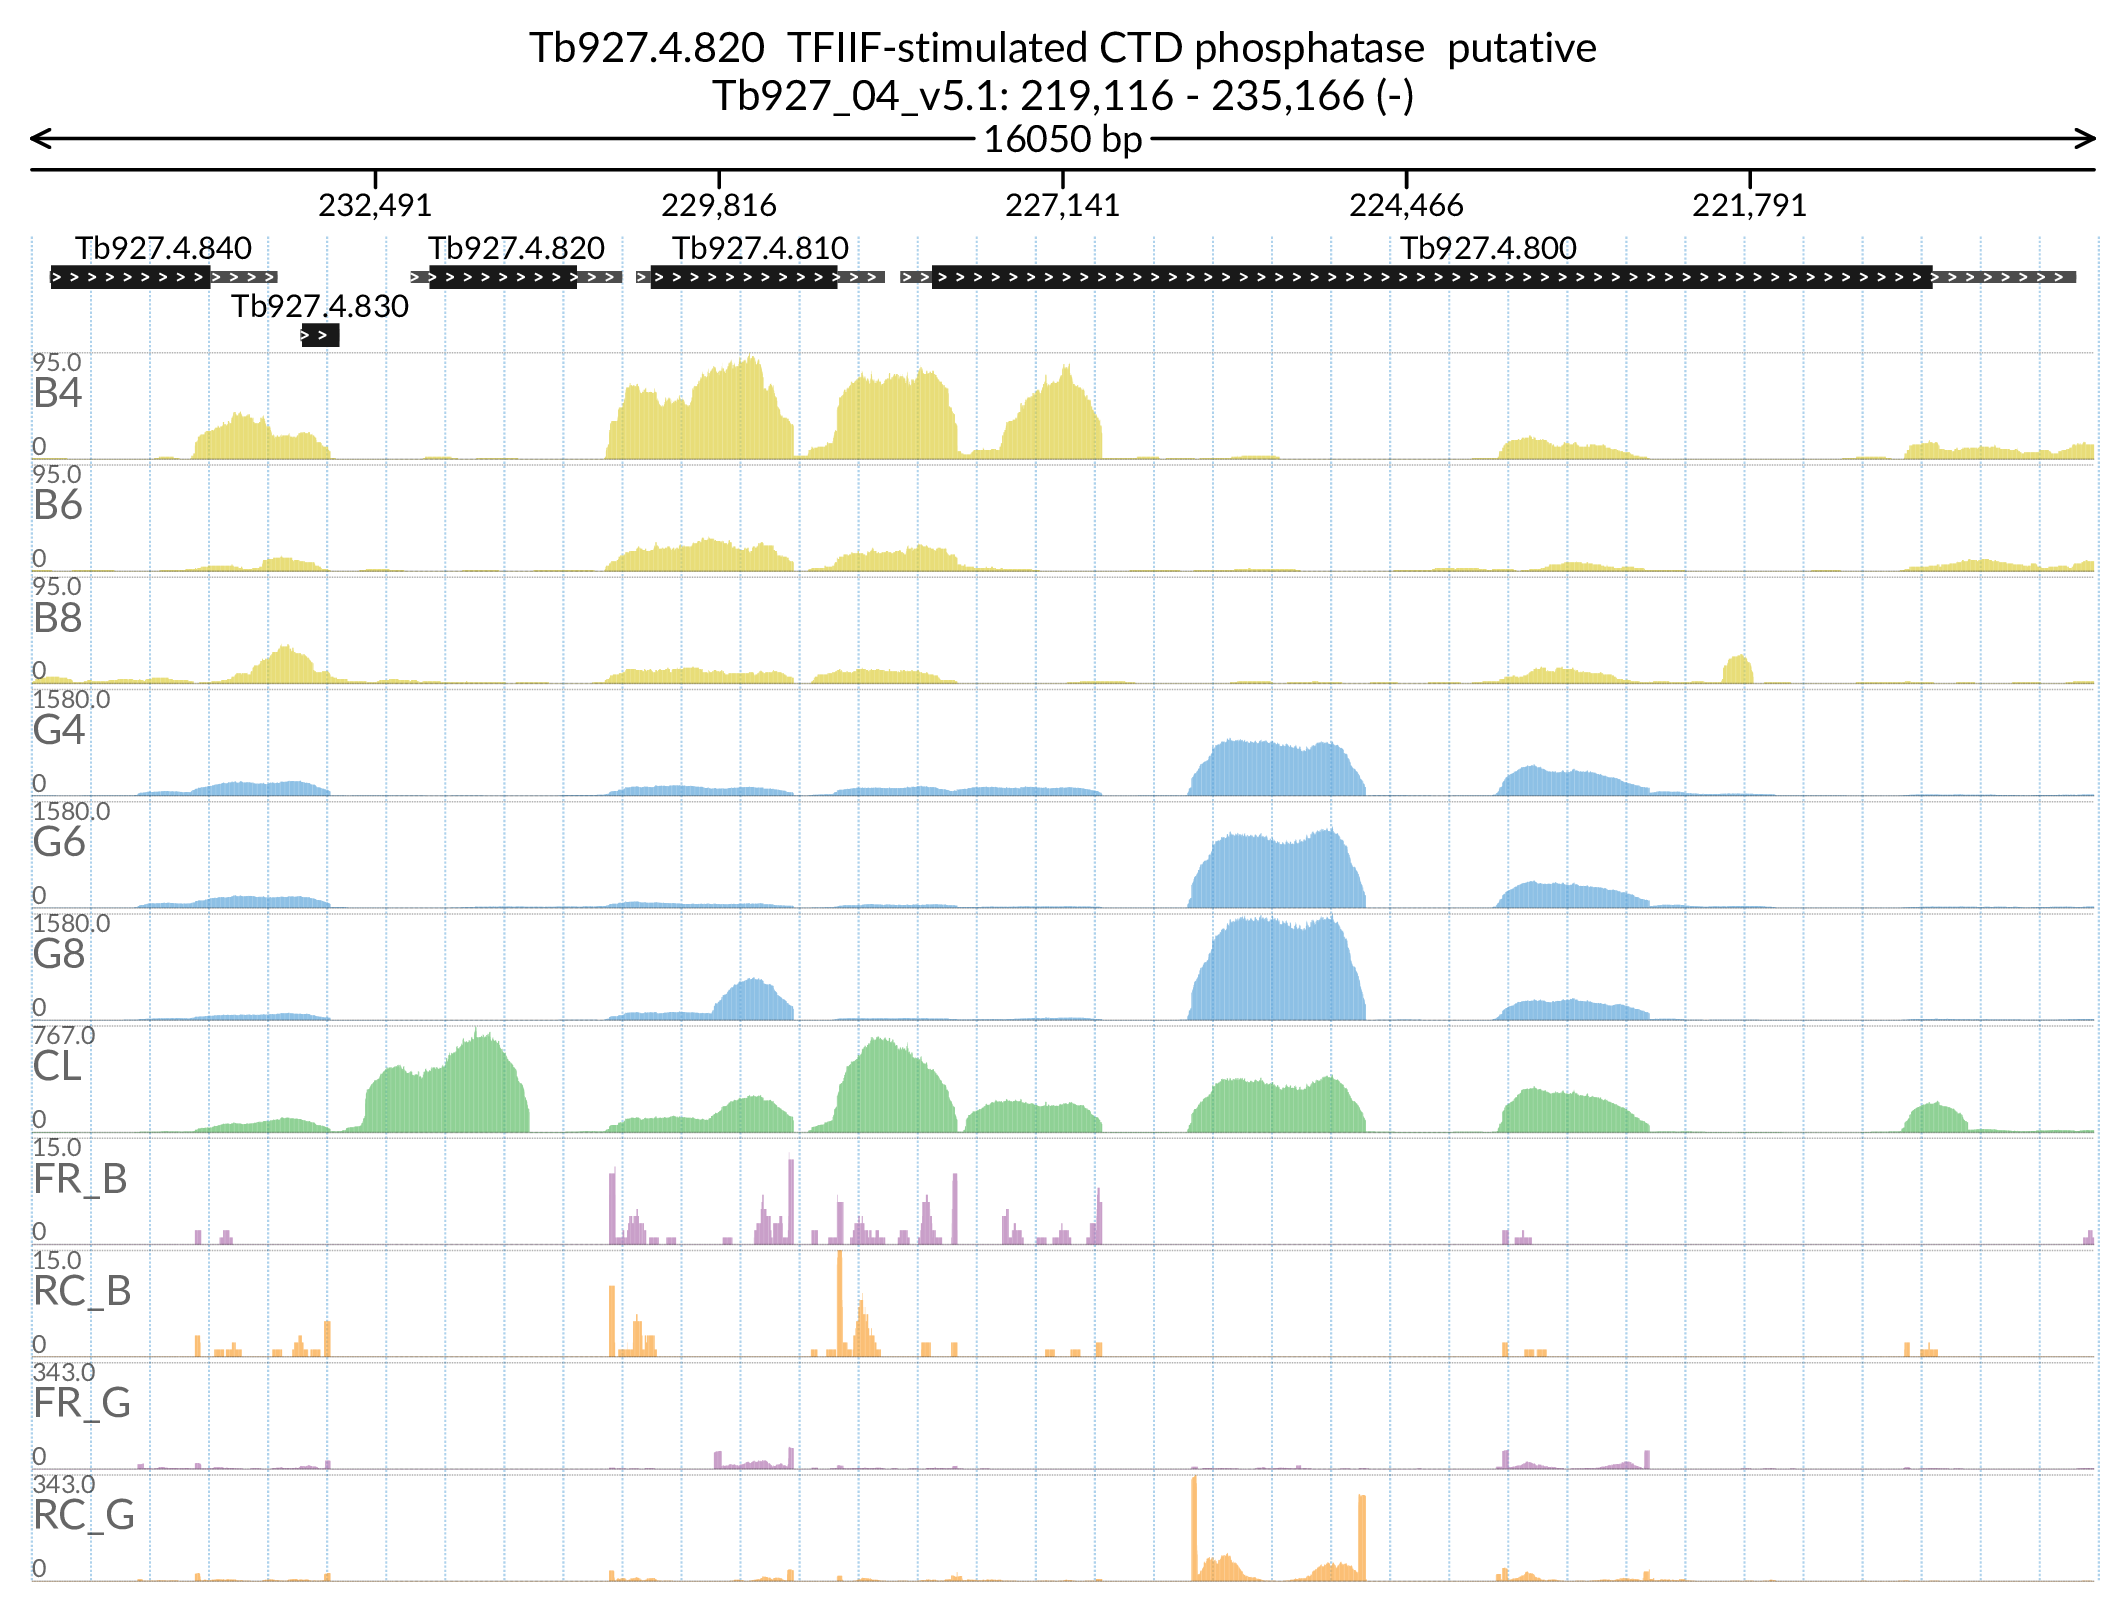 Tb927.4.820  TFIIF-stimulated CTD phosphatase  putative
Tb927_04_v5.1: 219,116 - 235,166 (-)
16050 bp
232,491 229,816 227,141 224,466 221,791
Tb927.4.840 Tb927.4.820 Tb927.4.810 Tb927.4.800
Tb927.4.830
95.0
B4
0
95.0
B6
0
95.0
B8
0
1580.0
G4
0
1580.0
G6
0
1580.0
G8
0
767.0
CL
0
15.0
FR_B
0
15.0
RC_B
0
343.0
FR_G
0
343.0
RC_G
0